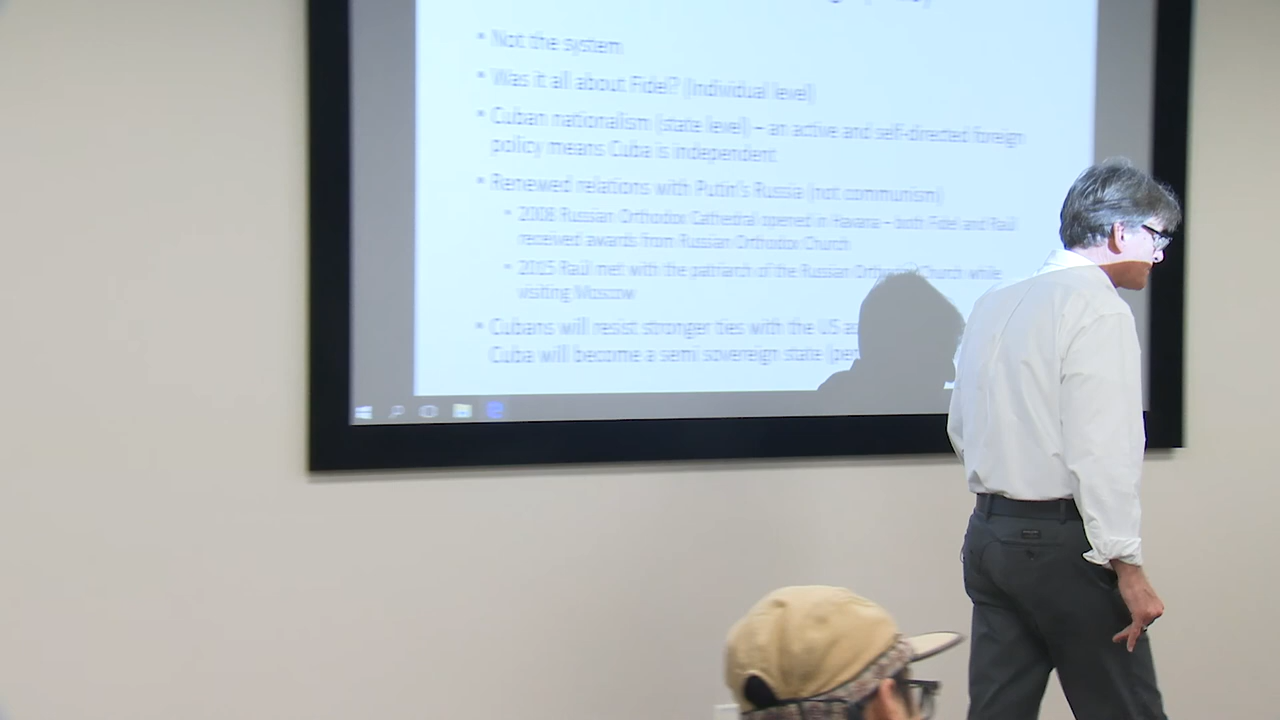 • Not the system
• Was it all about Fidel? (Individual level)
• Cuban nationalism (state level) – an active and self-directed foreign
policy means Cuba is independent
• Renewed relations with Putin's Russia (not communism)
• 2008 Russian Orthodox Cathedral opened in Havana – both Fidel and Raúl
received awards from Russian Orthodox Church
• 2015 Raúl met with the patriarch of the Russian Orthodox Church while
visiting Moscow
• Cubans will resist stronger ties with the US
Cuba will become a semi sovereign state